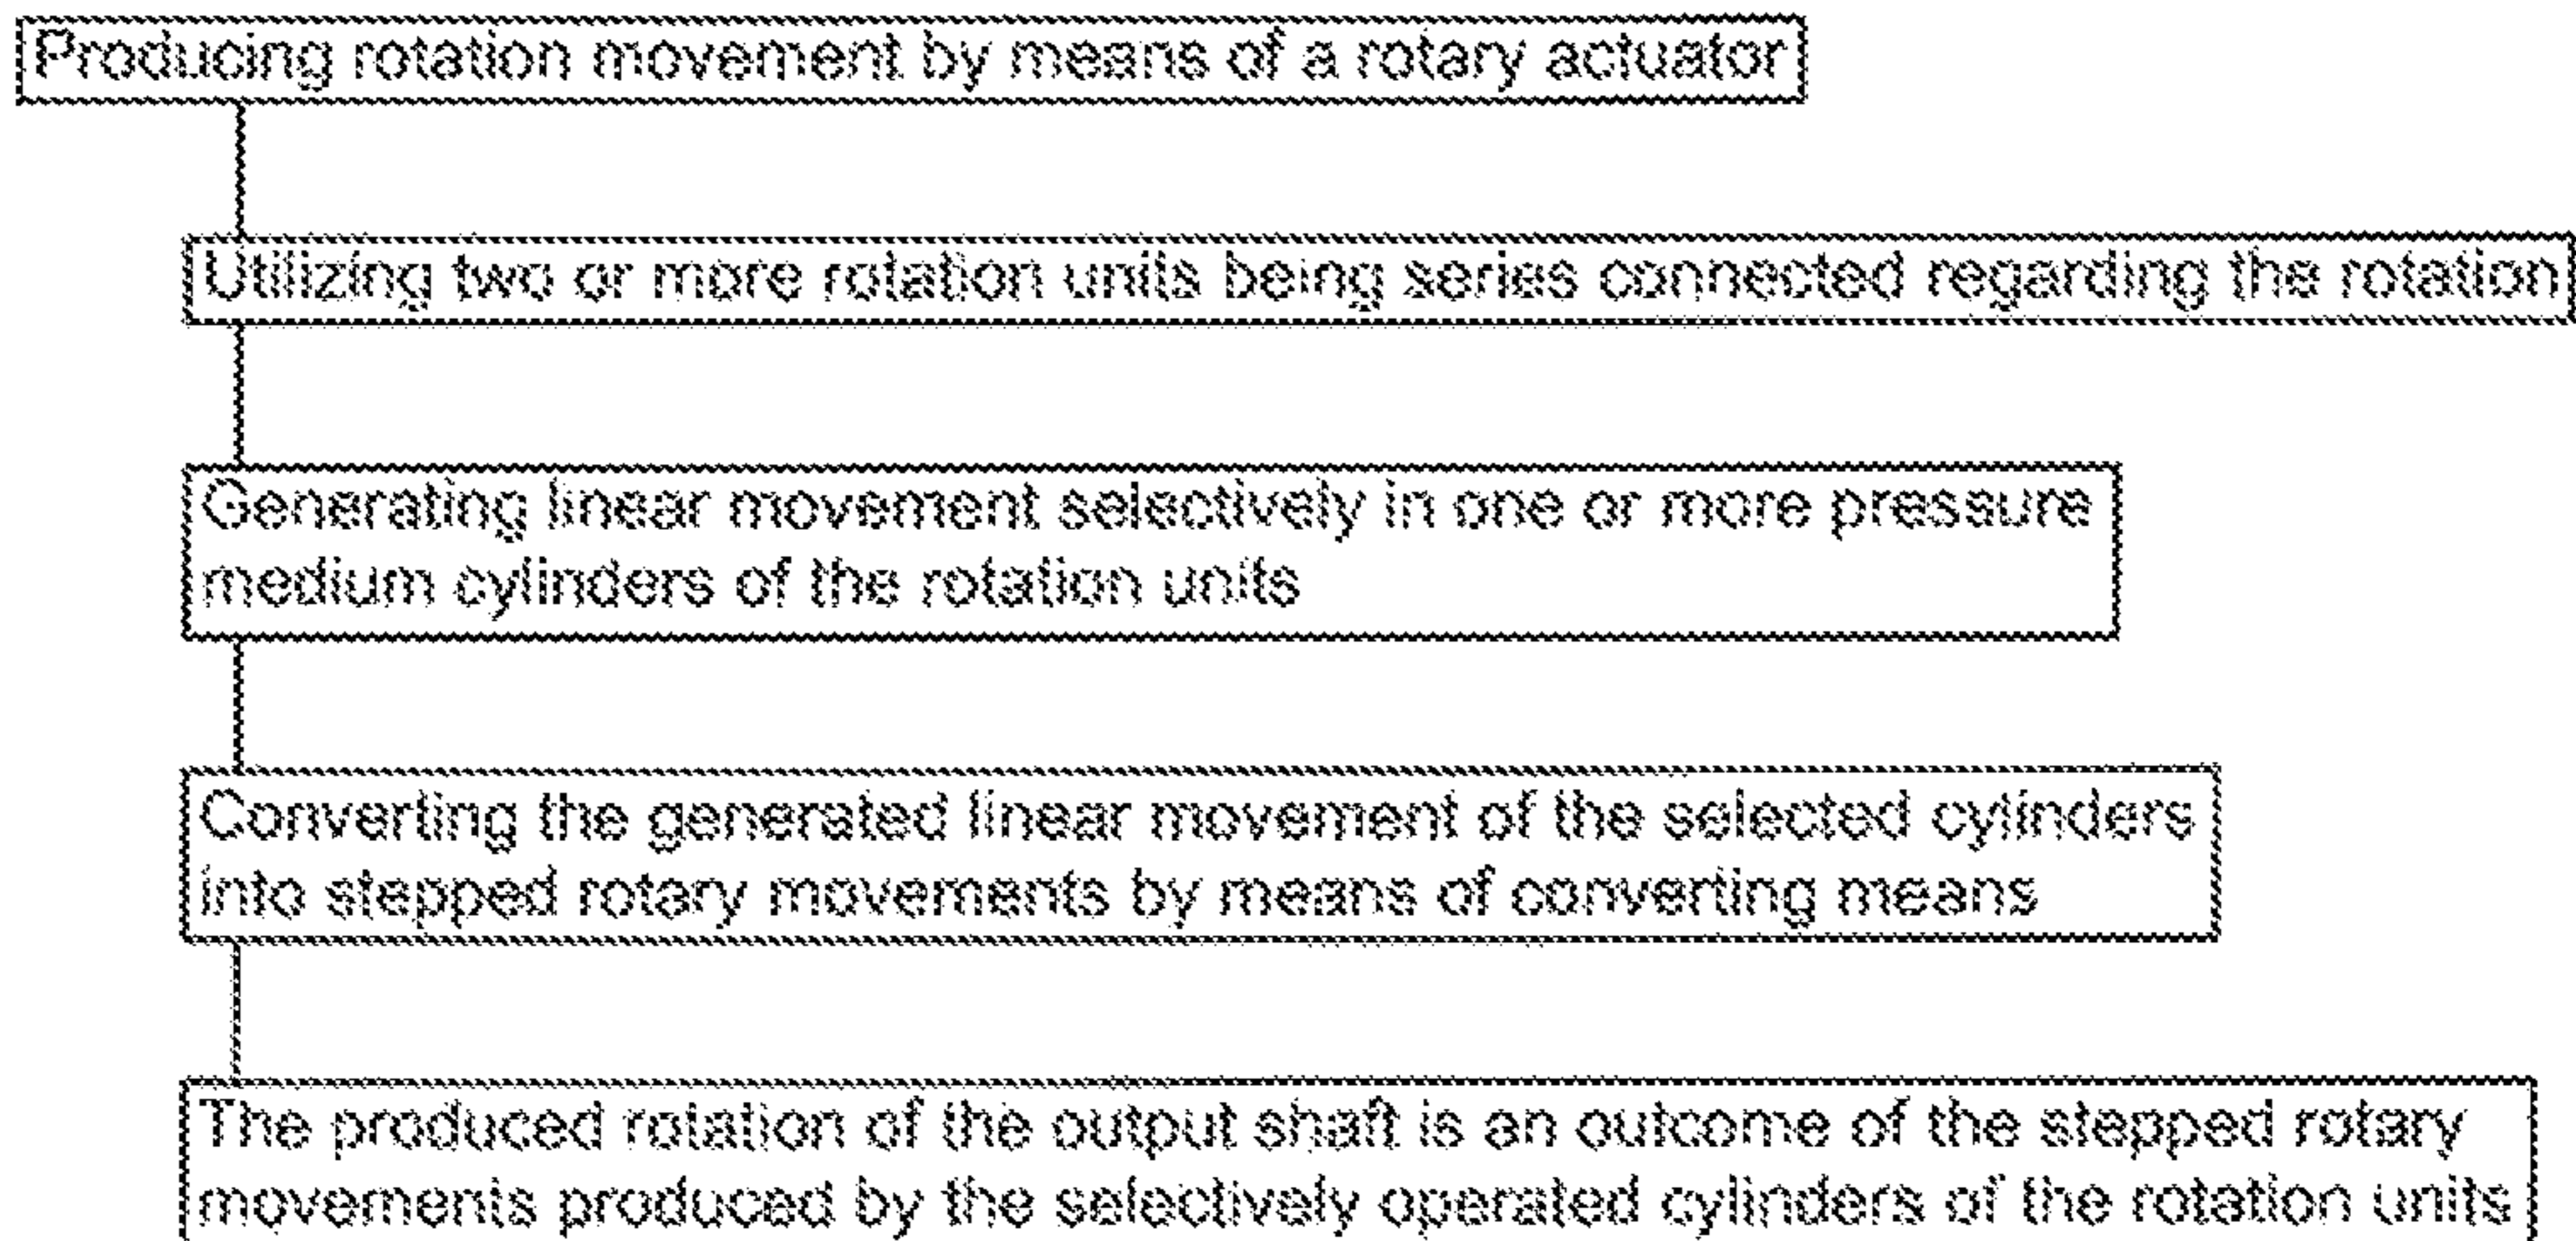 Producing rotation movement by means of a rotary actuator
Utilizing two or more rotation units being series connected regarding the rotation
Generating linear movement selectively in one or more pressure
medium cylinders of the rotation units
Converting the generated linear movement of the selected cylinders
into stepped rotary movements by means of converting means
The produced rotation of the output shaft is an outcome of the stepped rotary
movements produced by the selectively operated cylinders of the rotation units